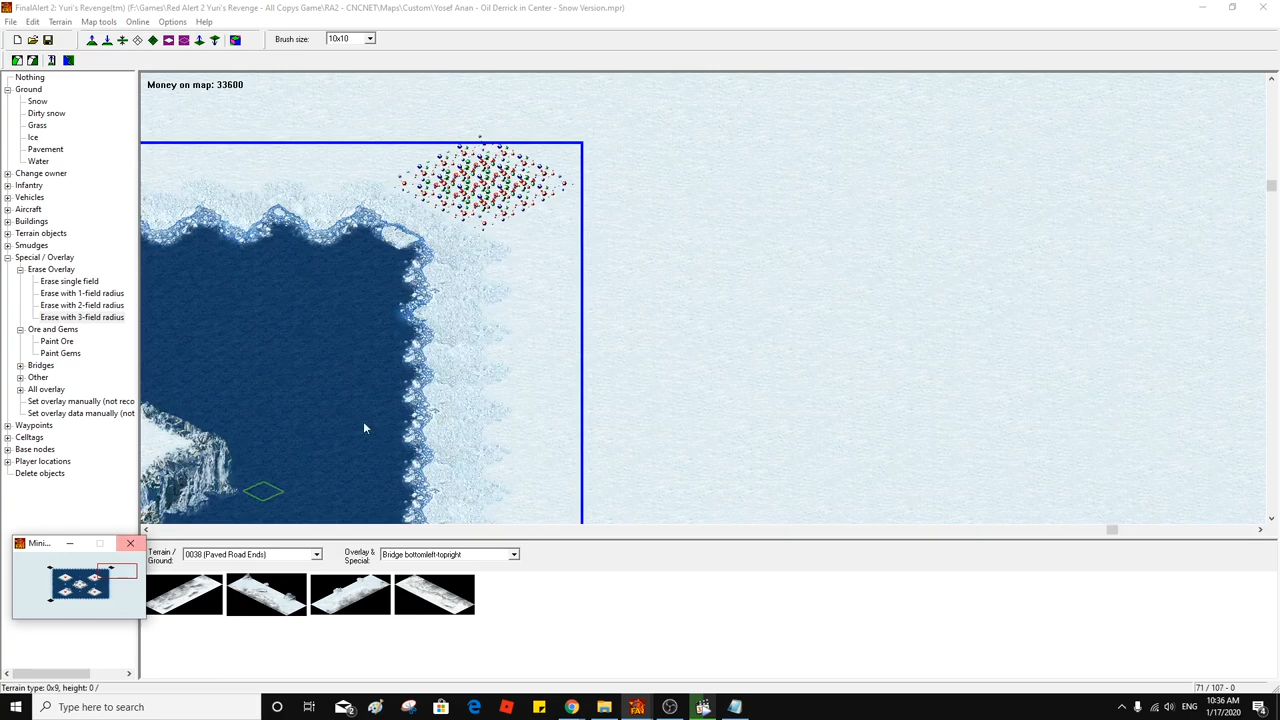 FinalAlert 2: Yuri's Revenge(tm) (F:\Games\Red Alert 2 Yuri's Revenge - All Copys Game\RA2 - CNCNET\Maps\Custom\Yosef Anan - Oil Derrick in Center - Snow Version.mpr)
File Edit Terrain Map tools Online Options Help
Brush size: 10x10
Nothing
Ground
Snow
Dirty snow
Grass
Ice
Pavement
Water
Change owner
Infantry
Vehicles
Aircraft
Buildings
Terrain objects
Smudges
Special / Overlay
Erase Overlay
Erase single field
Erase with 1-field radius
Erase with 2-field radius
Erase with 3-field radius
Ore and Gems
Paint Ore
Paint Gems
Bridges
Other
All overlay
Set overlay manually (not reco
Set overlay data manually (not
Waypoints
Celltags
Base nodes
Player locations
Delete objects
Money on map: 33600
Mini...
Terrain / Ground: 0038 (Paved Road Ends)
Overlay & Special: Bridge bottomleft-topright
Terrain type: 0x9, height: 0 /
71 / 107 - 0
Type here to search
ENG
10:36 AM
1/17/2020